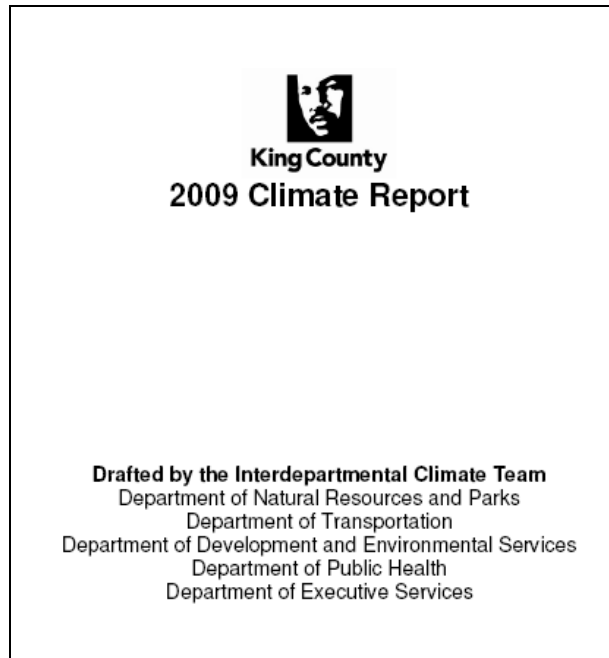 King County
2009 Climate Report
Drafted by the Interdepartmental Climate Team
Department of Natural Resources and Parks
Department of Transportation
Department of Development and Environmental Services
Department of Public Health
Department of Executive Services